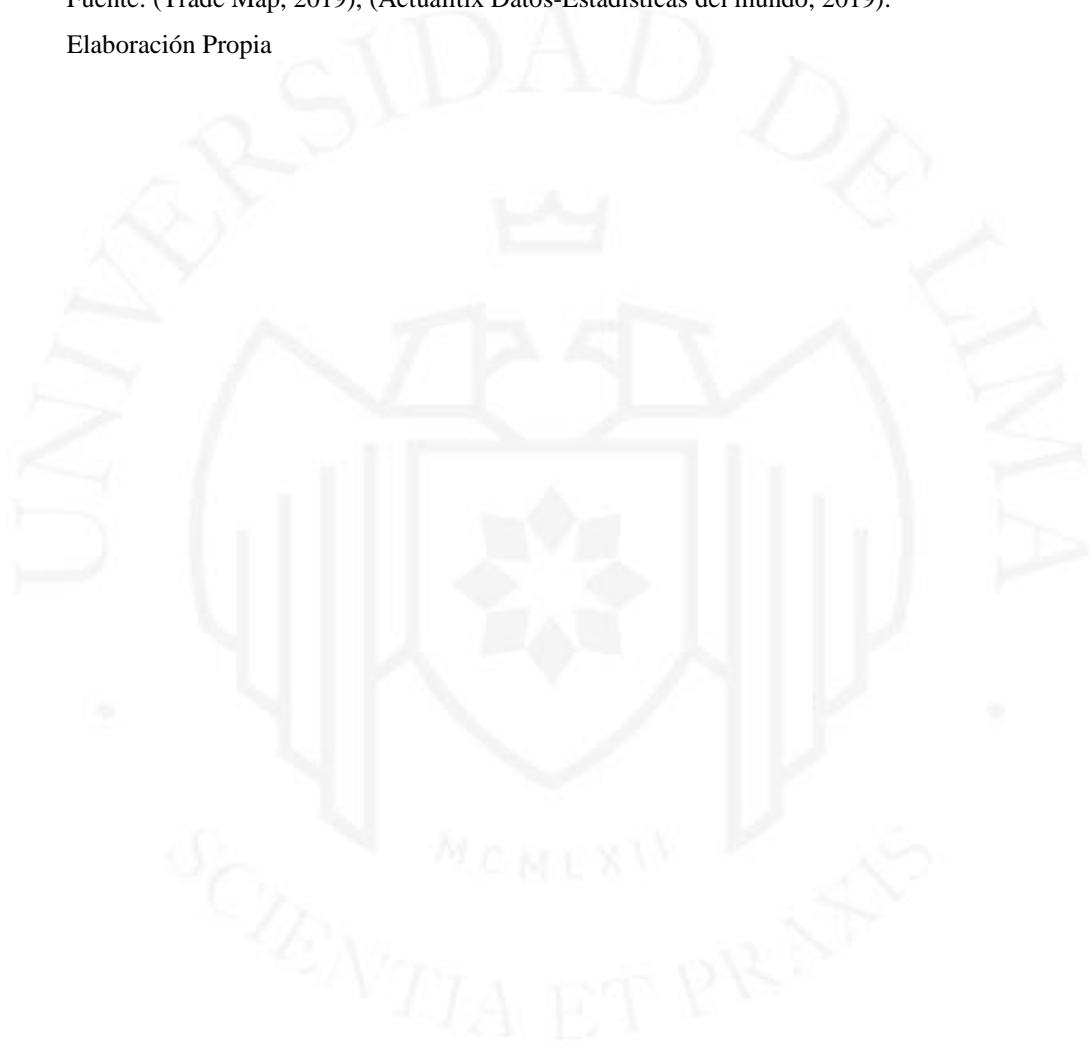 Fuente: (Trade Map, 2019), (Actualitix Datos-Estadísticas del mundo, 2019).
Elaboración Propia
UNIVERSIDAD DE LIMA
MCMLXII
SCIENTIA ET PRAXIS